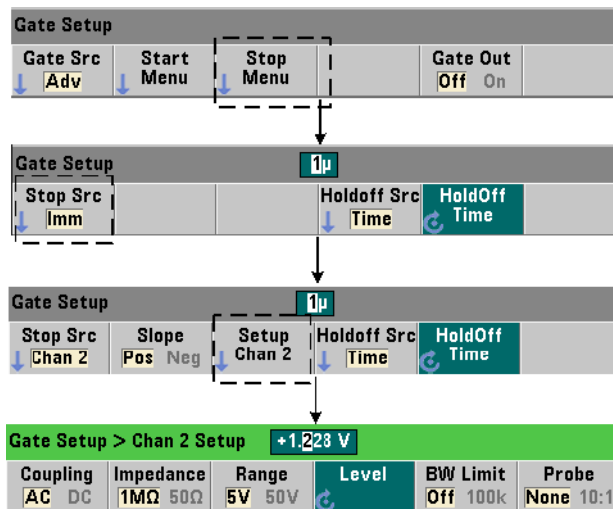 Gate Setup
Gate Src Start Stop Gate Out
Adv Menu Menu Off On
Gate Setup 1µ
Stop Src Holdoff Src HoldOff
Imm Time Time
Gate Setup 1µ
Stop Src Slope Setup Holdoff Src HoldOff
Chan 2 Pos Neg Chan 2 Time Time
Gate Setup > Chan 2 Setup +1.228 V
Coupling Impedance Range Level BW Limit Probe
AC DC 1MΩ 50Ω 5V 50V Off 100k None 10:1